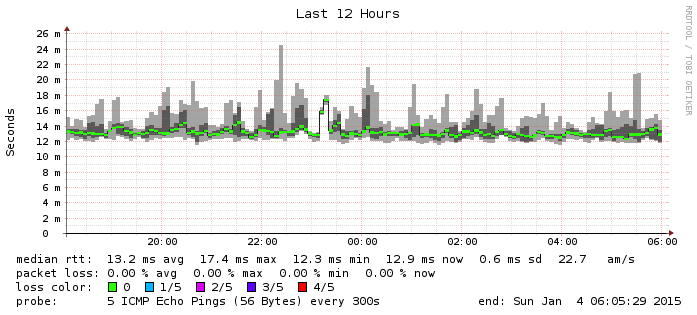 Last 12 Hours
RRDTOOL / TOBI OETIKER
Seconds
26 m
24 m
22 m
20 m
18 m
16 m
14 m
12 m
10 m
8 m
6 m
4 m
2 m
0
20:00 22:00 00:00 02:00 04:00 06:00
median rtt: 13.2 ms avg 17.4 ms max 12.3 ms min 12.9 ms now 0.6 ms sd 22.7 am/s
packet loss: 0.00 % avg 0.00 % max 0.00 % min 0.00 % now
loss color: 0 1/5 2/5 3/5 4/5
probe: 5 ICMP Echo Pings (56 Bytes) every 300s end: Sun Jan 4 06:05:29 2015